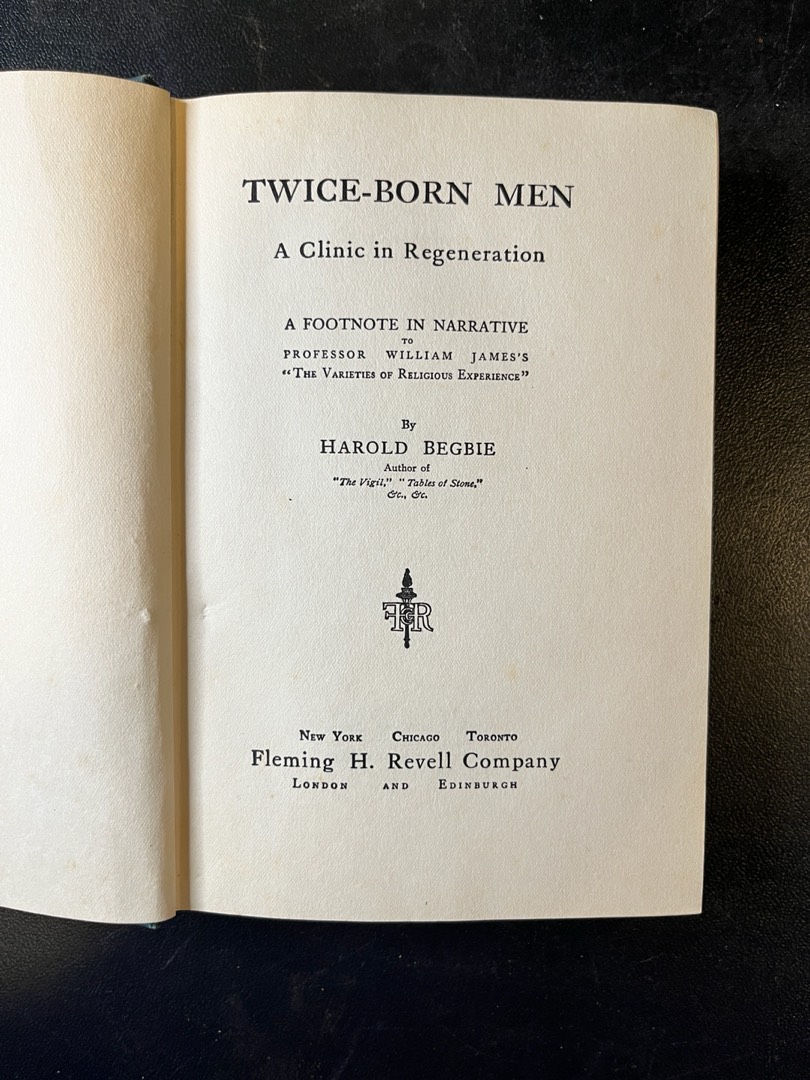 TWICE-BORN MEN
A Clinic in Regeneration
A FOOTNOTE IN NARRATIVE
TO
PROFESSOR WILLIAM JAMES'S
"THE VARIETIES OF RELIGIOUS EXPERIENCE"
By
HAROLD BEGBIE
Author of
"The Vigil," "Tables of Stone,"
&c., &c.
FGR
NEW YORK CHICAGO TORONTO
Fleming H. Revell Company
LONDON AND EDINBURGH